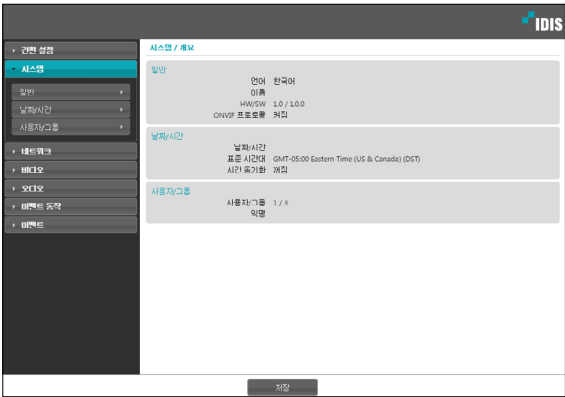 IDIS
간편 설정
시스템
일반
날짜/시간
사용자/그룹
네트워크
비디오
오디오
이벤트 동작
이벤트
시스템 / 개요
일반
언어 한국어
이름
HW/SW 1.0 / 1.0.0
ONVIF 프로토콜 켜짐
날짜/시간
날짜/시간
표준 시간대 GMT-05:00 Eastern Time (US & Canada) (DST)
시간 동기화 꺼짐
사용자/그룹
사용자/그룹 1 / 3
익명
저장